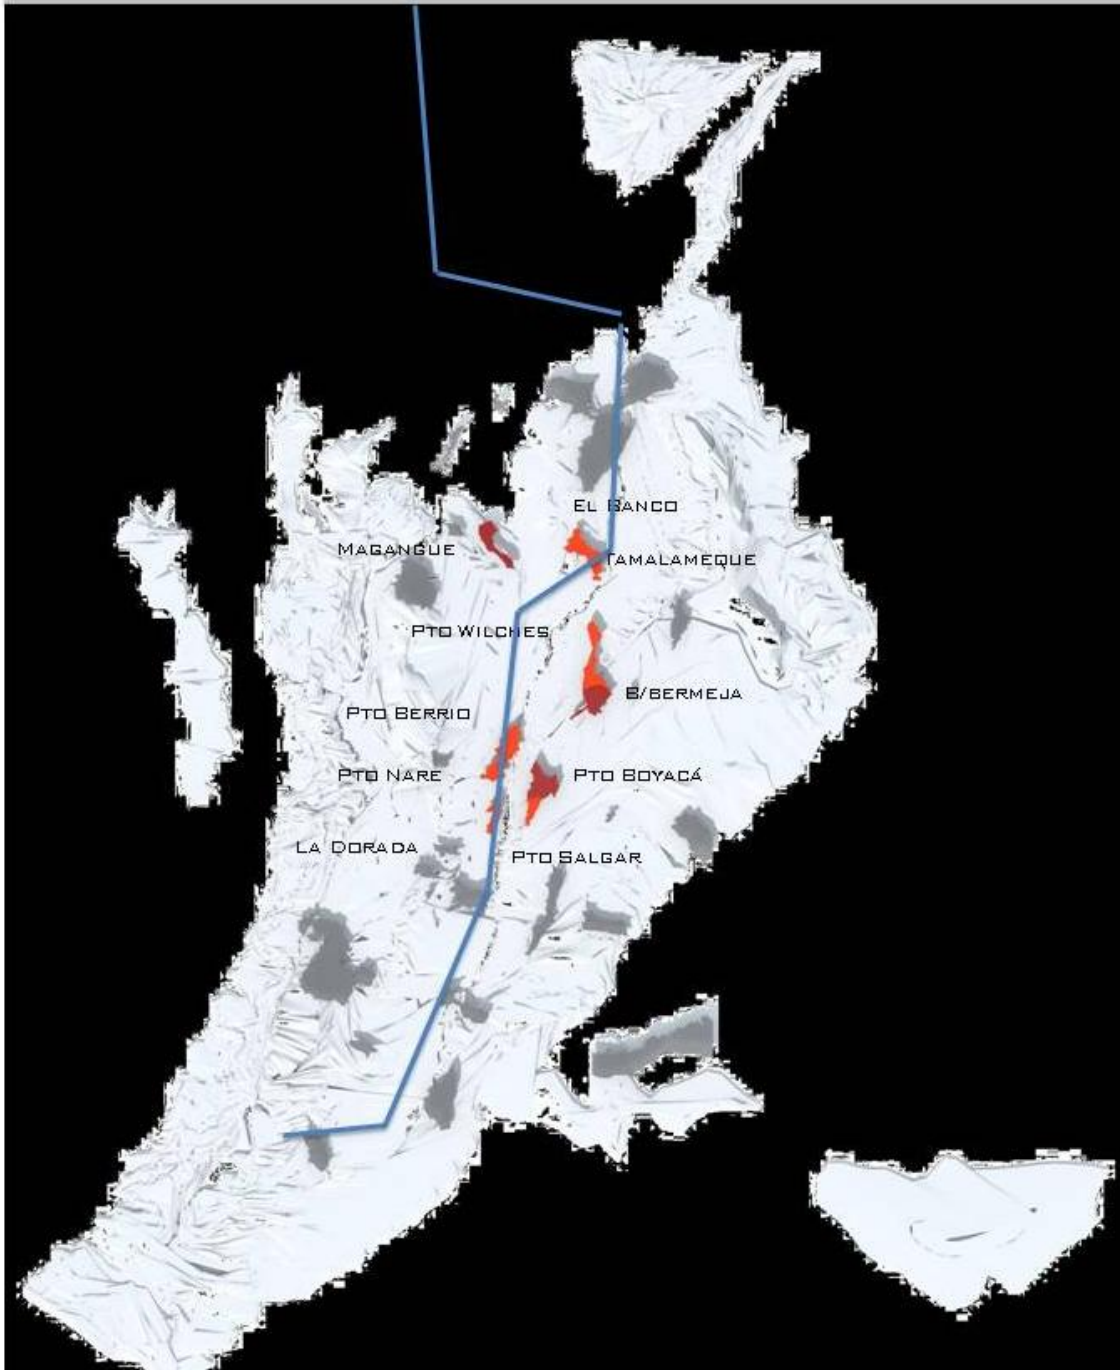 EL BANCO
MAGANGUE
TAMALAMEQUE
PTO WILCHES
B/BERMEJA
PTO BERRIO
PTO NARE
PTO BOYACÁ
LA DORADA
PTO SALGAR